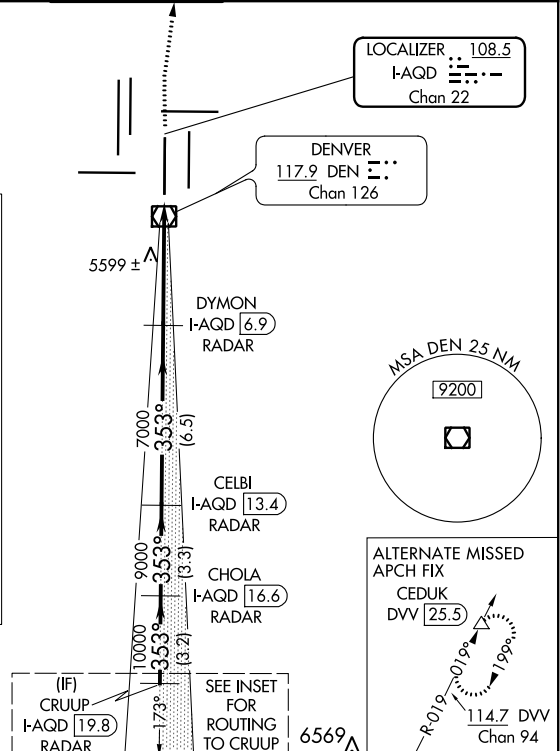 LOCALIZER 108.5
I-AQD
Chan 22
DENVER
117.9 DEN
Chan 126
5599 ±
DYMON
I-AQD 6.9
RADAR
MSA DEN 25 NM
9200
7000
353°
(6.5)
CELBI
I-AQD 13.4
RADAR
9000
353°
(3.3)
CHOLA
I-AQD 16.6
RADAR
10000
353°
(3.2)
(IF)
CRUUP
I-AQD 19.8
RADAR
173°
SEE INSET
FOR
ROUTING
TO CRUUP
6569
ALTERNATE MISSED
APCH FIX
CEDUK
DVV 25.5
019°
199°
R-019
114.7 DVV
Chan 94